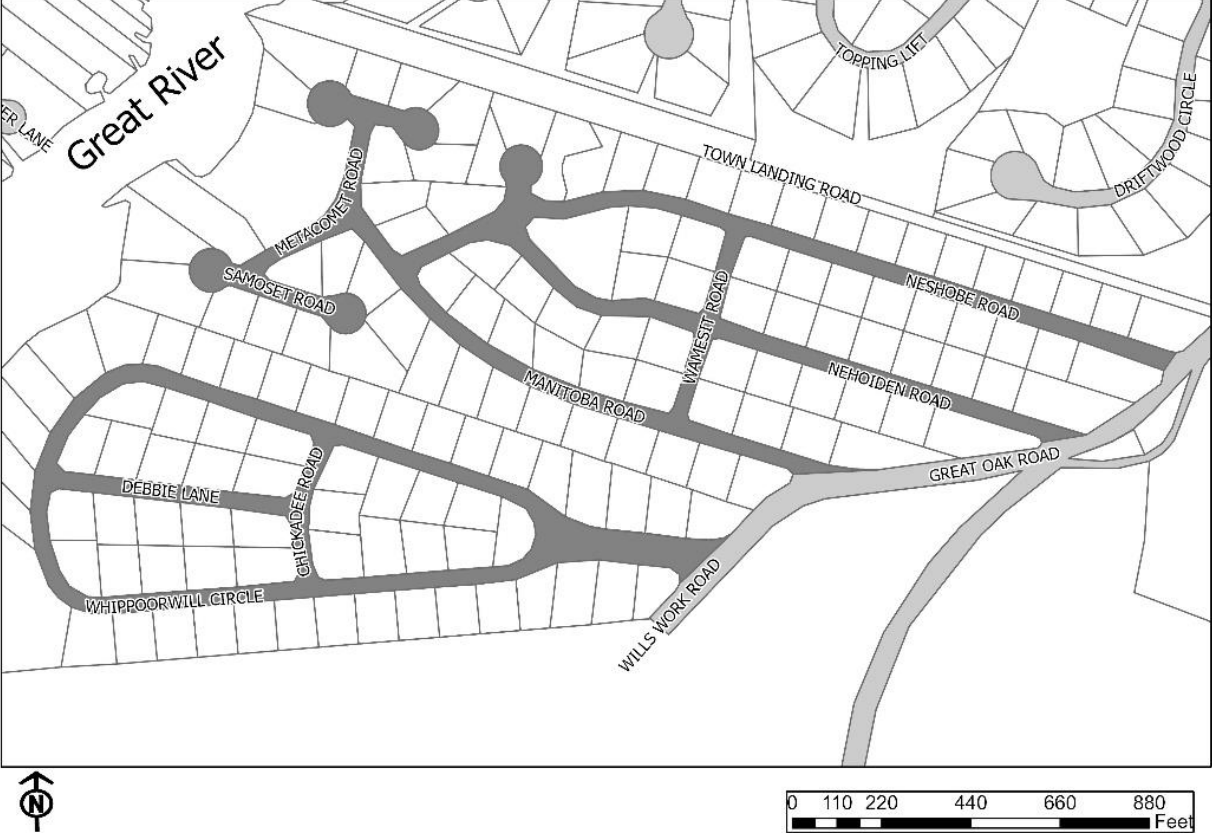 Great River
ER LANE
TOPPING LIFT
DRIFTWOOD CIRCLE
TOWN LANDING ROAD
METACOMET ROAD
SAMOSET ROAD
NESHOBE ROAD
WAMESIT ROAD
NEHOIDEN ROAD
MANITOBA ROAD
GREAT OAK ROAD
DEBBIE LANE
CHICKADEE ROAD
WHIPPOORWILL CIRCLE
WILLS WORK ROAD
N
0 110 220 440 660 880
Feet